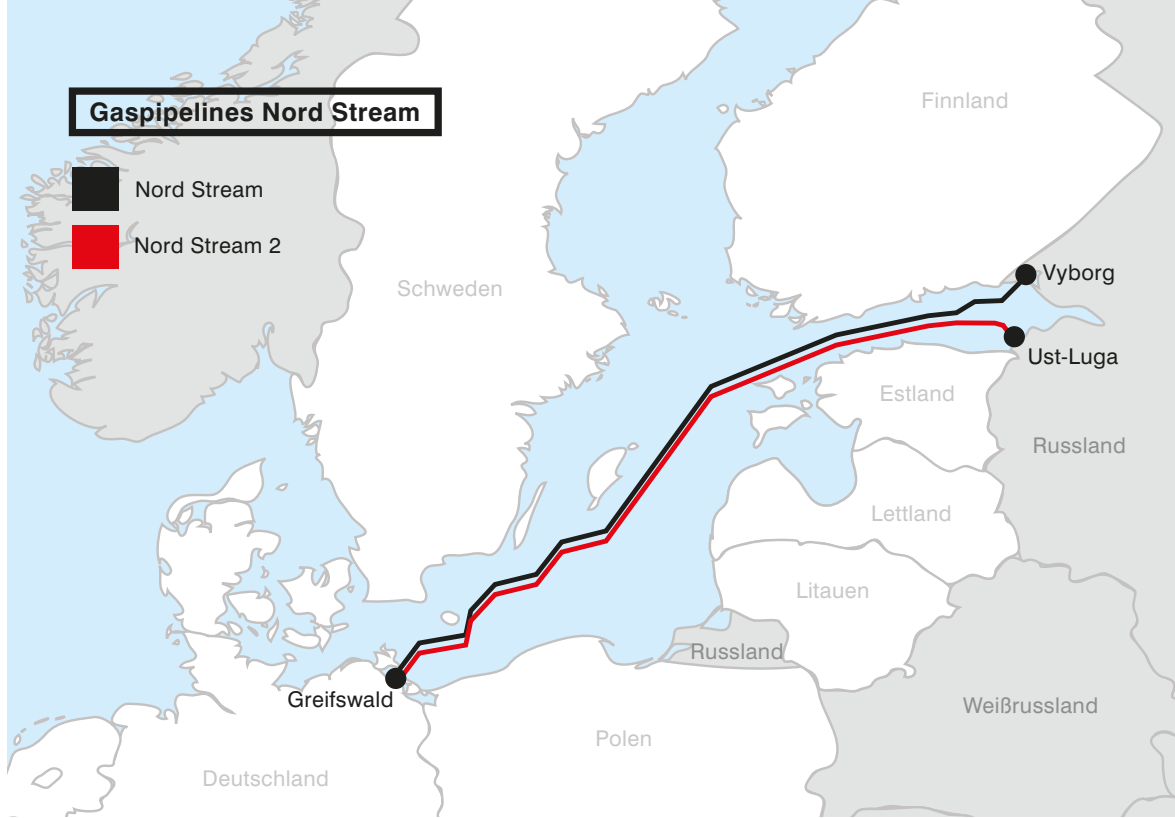 Gaspipelines Nord Stream
Nord Stream
Nord Stream 2
Finnland
Schweden
Vyborg
Ust-Luga
Estland
Russland
Lettland
Litauen
Russland
Greifswald
Weißrussland
Polen
Deutschland